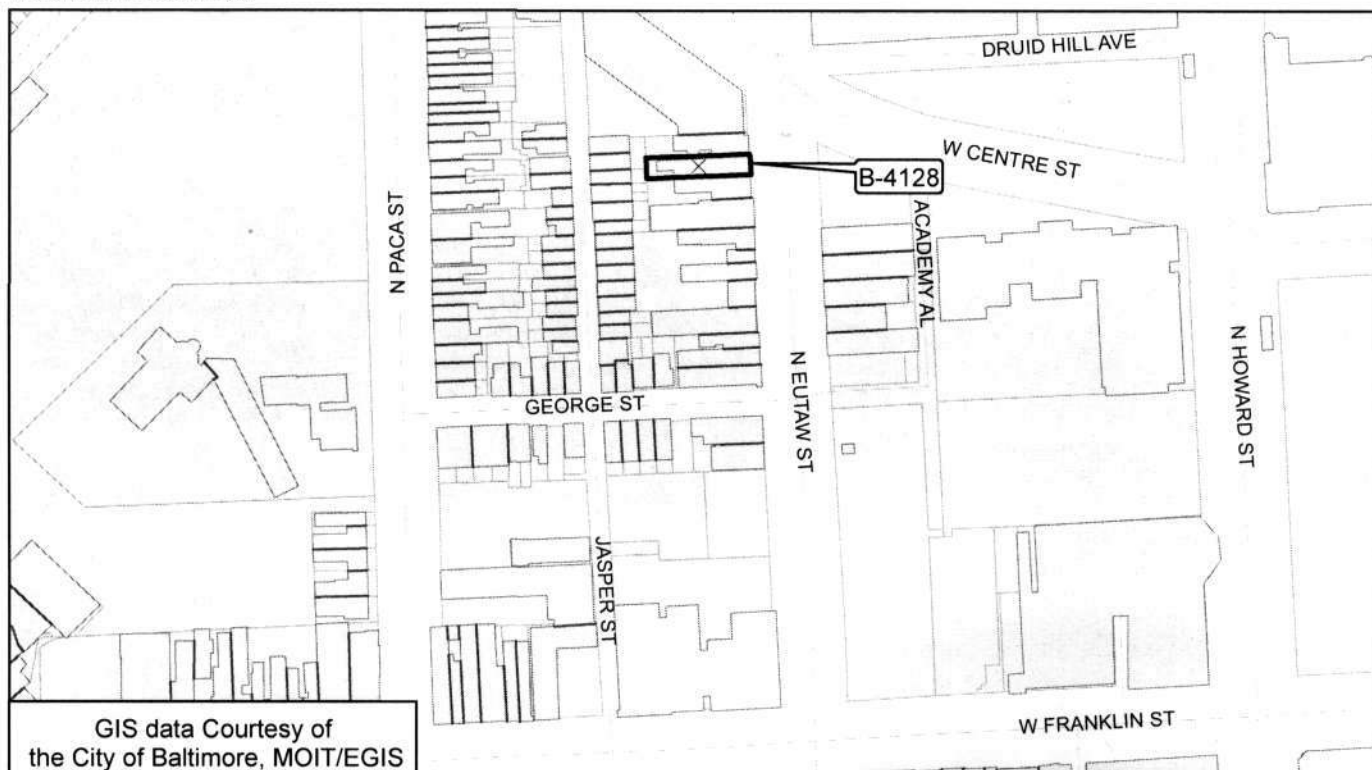 DRUID HILL AVE
W CENTRE ST
B-4128
ACADEMY AL
N PACA ST
N EUTAW ST
N HOWARD ST
GEORGE ST
JASPER ST
W FRANKLIN ST
GIS data Courtesy of
the City of Baltimore, MOIT/EGIS